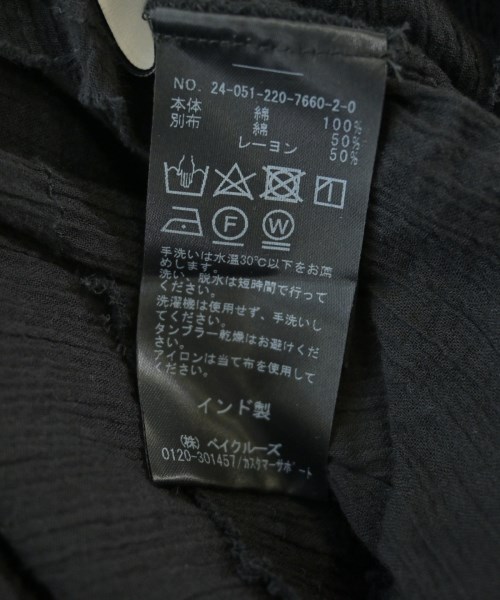 NO. 24-051-220-7660-2-0
本体 綿 100%
別布 綿 50%
レーヨン 50%
F W
手洗いは水温30℃以下をお薦
めします。
洗い、脱水は短時間で行って
ください。
洗濯機は使用せず、手洗いし
てください。
タンブラー乾燥はお避けくだ
さい。
アイロンは当て布を使用して
ください。
インド製
(株) ベイクルーズ
0120-301457/カスタマーサポート